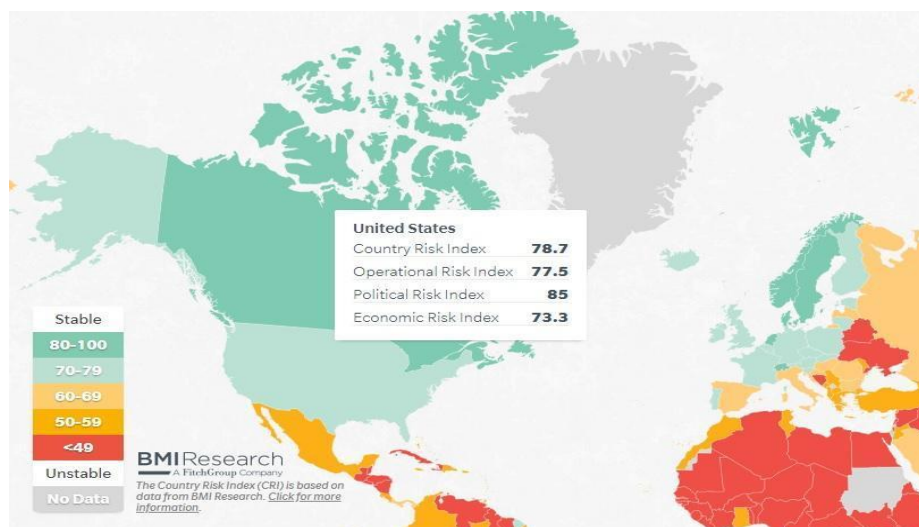 United States
Country Risk Index 78.7
Operational Risk Index 77.5
Political Risk Index 85
Economic Risk Index 73.3
Stable
80-100
70-79
60-69
50-59
<49
Unstable
No Data
BMI Research
A FitchGroup Company
The Country Risk Index (CRI) is based on
data from BMI Research. Click for more
information.